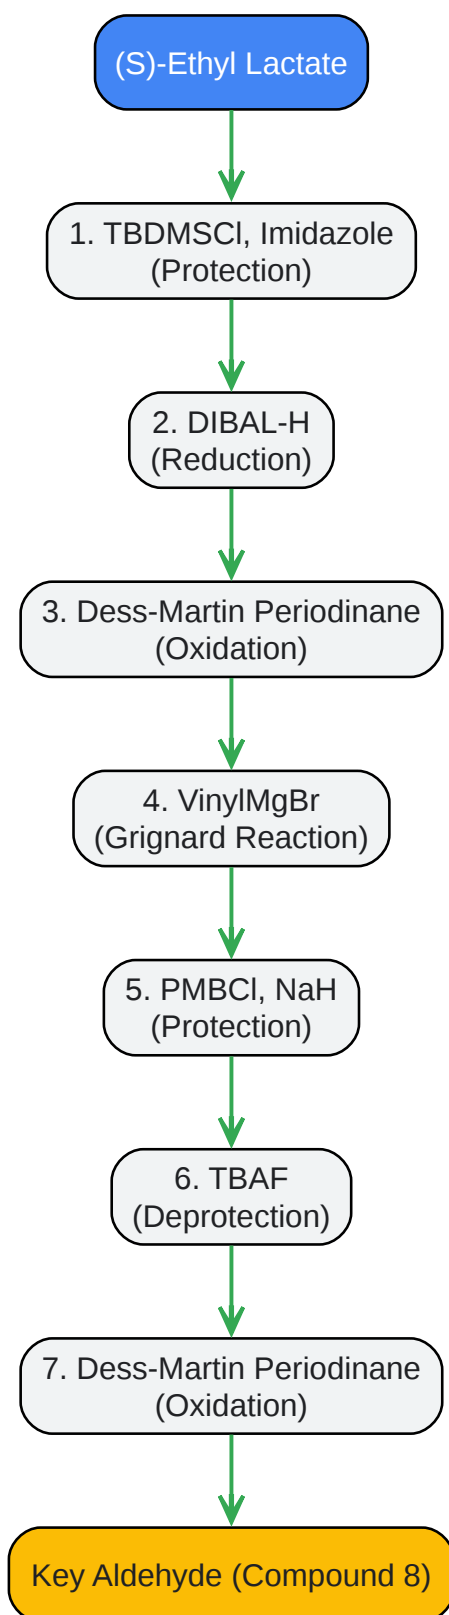 (S)-Ethyl Lactate
1. TBDMSCl, Imidazole
(Protection)
2. DIBAL-H
(Reduction)
3. Dess-Martin Periodinane
(Oxidation)
4. VinylMgBr
(Grignard Reaction)
5. PMBCl, NaH
(Protection)
6. TBAF
(Deprotection)
7. Dess-Martin Periodinane
(Oxidation)
Key Aldehyde (Compound 8)